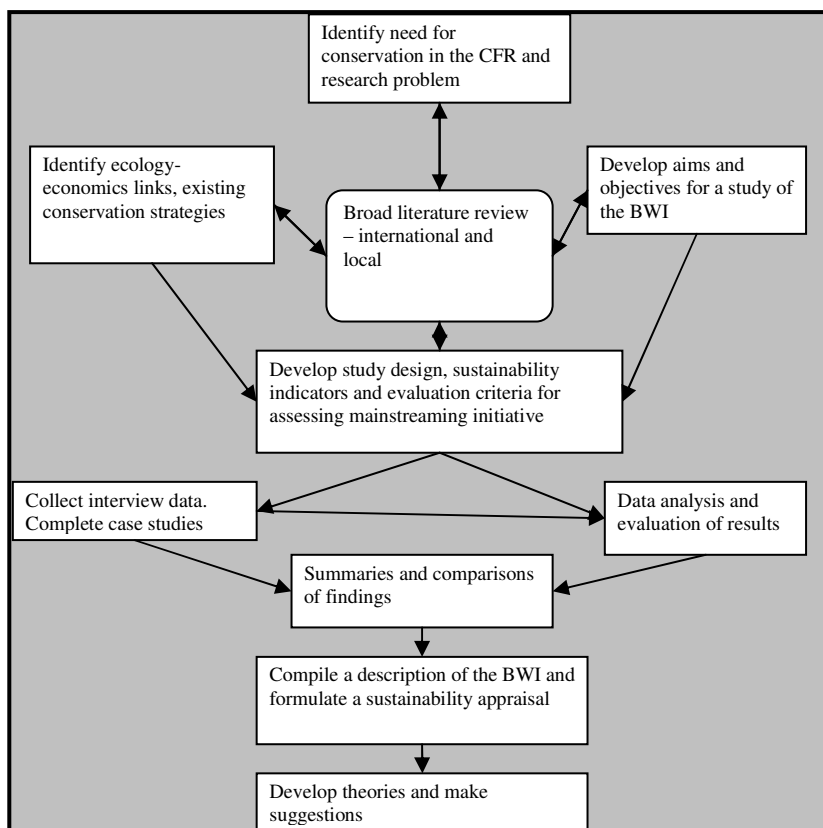 Identify need for
conservation in the CFR and
research problem
Identify ecology-
economics links, existing
conservation strategies
Develop aims and
objectives for a study of
the BWI
Broad literature review
– international and
local
Develop study design, sustainability
indicators and evaluation criteria for
assessing mainstreaming initiative
Collect interview data.
Complete case studies
Data analysis and
evaluation of results
Summaries and comparisons
of findings
Compile a description of the BWI and
formulate a sustainability appraisal
Develop theories and make
suggestions